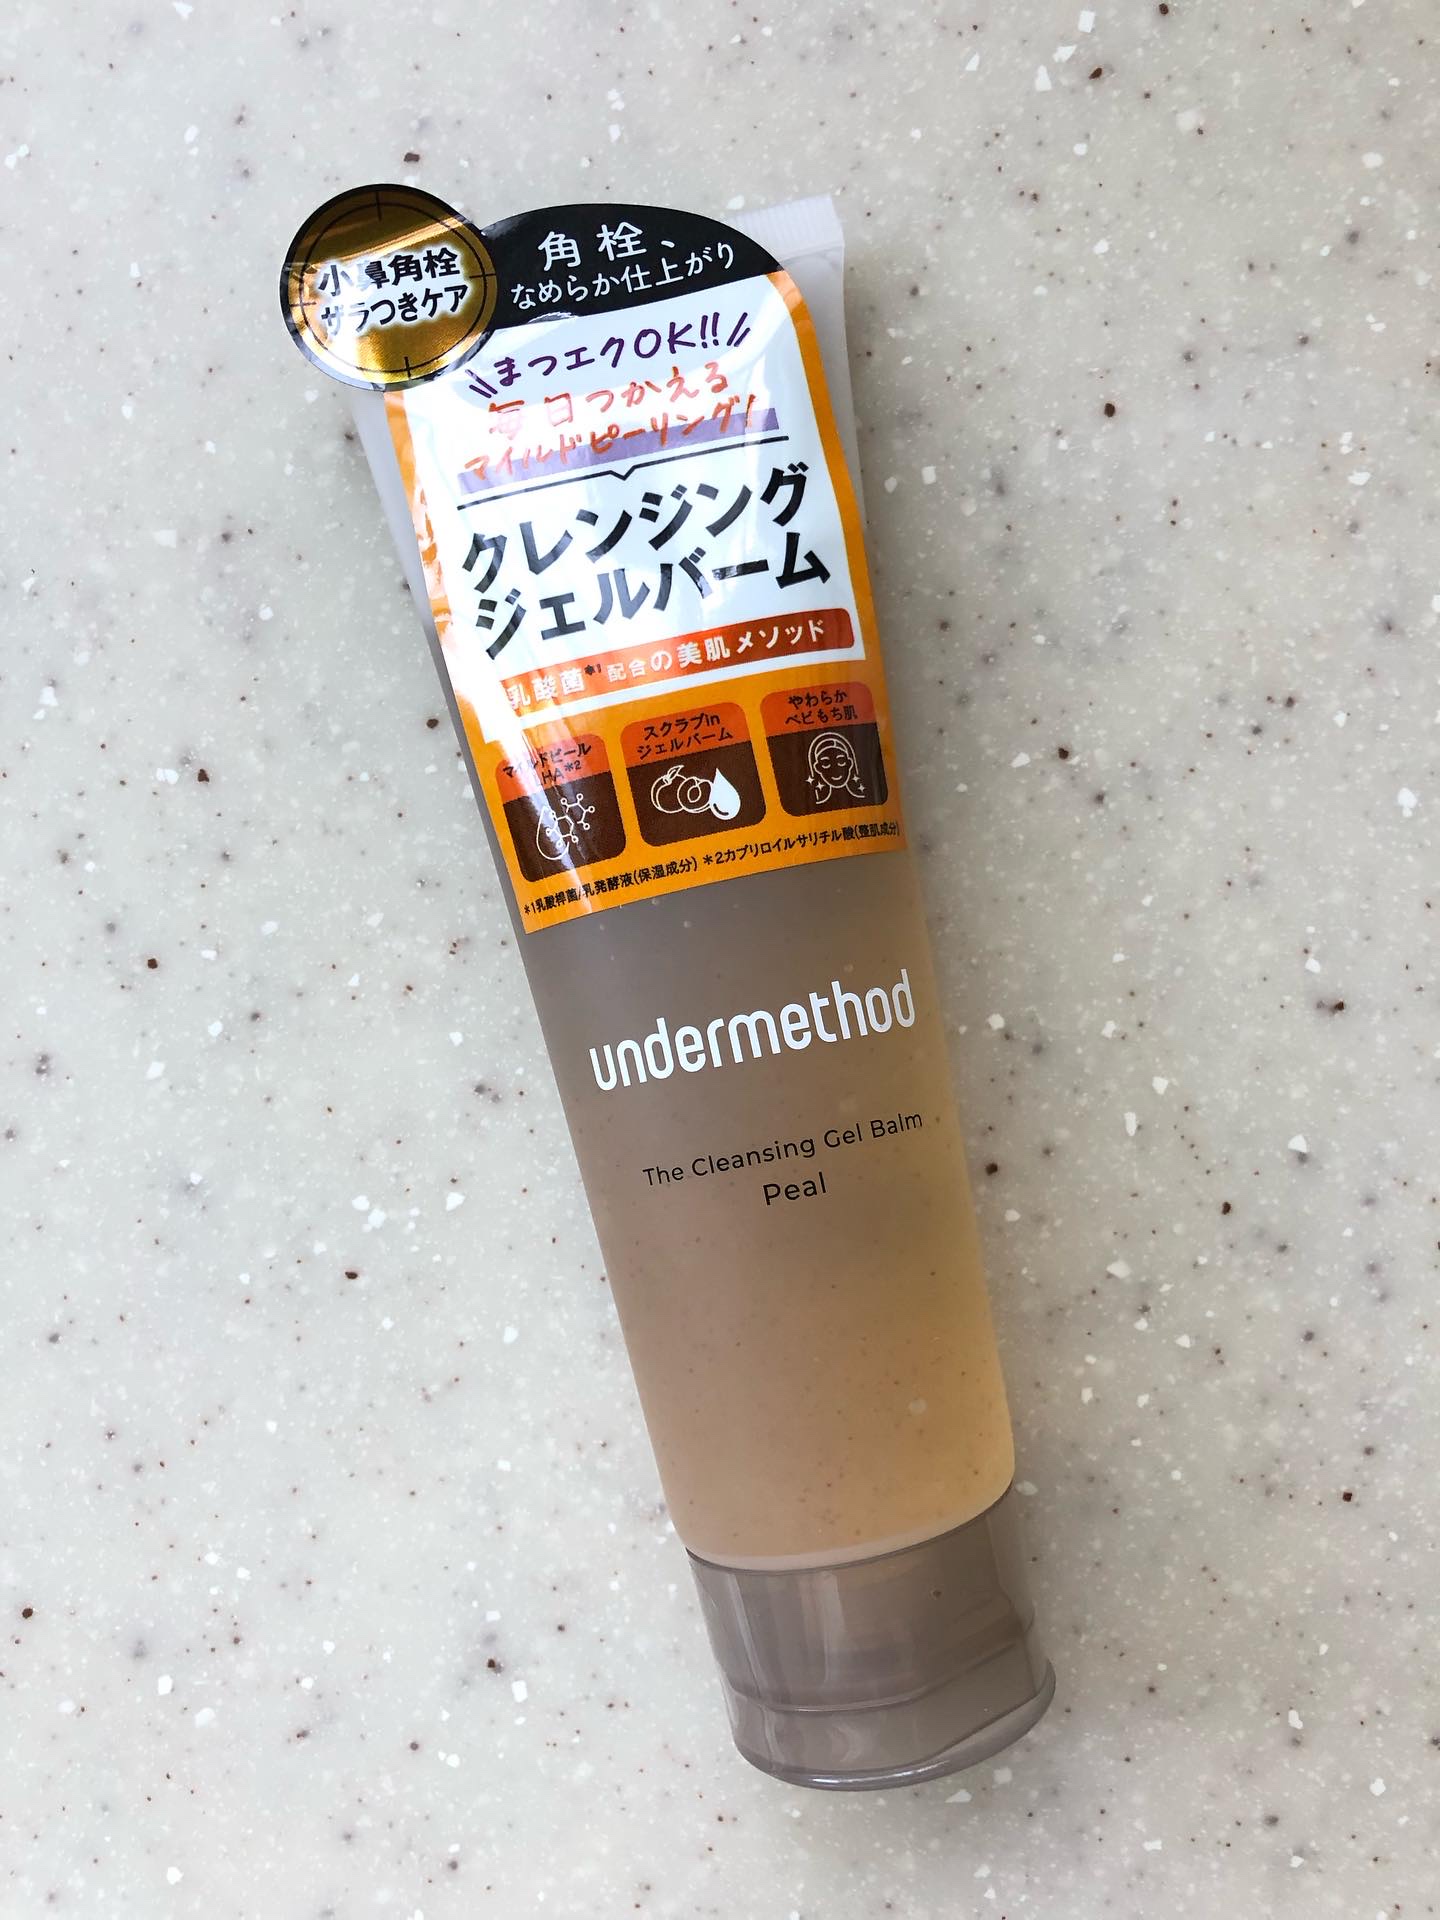 小鼻角栓
ザラつきケア
角栓、
なめらか仕上がり
\\まつエクOK!!//
毎日つかえる
マイルドピーリング!
クレンジング
ジェルバーム
乳酸菌*1配合の美肌メソッド
マイルドピール
LHA*2
スクラブin
ジェルバーム
やわらか
ベビもち肌
*1乳酸桿菌/乳発酵液(保湿成分) *2カプリロイルサリチル酸(整肌成分)
undermethod
The Cleansing Gel Balm
Peal